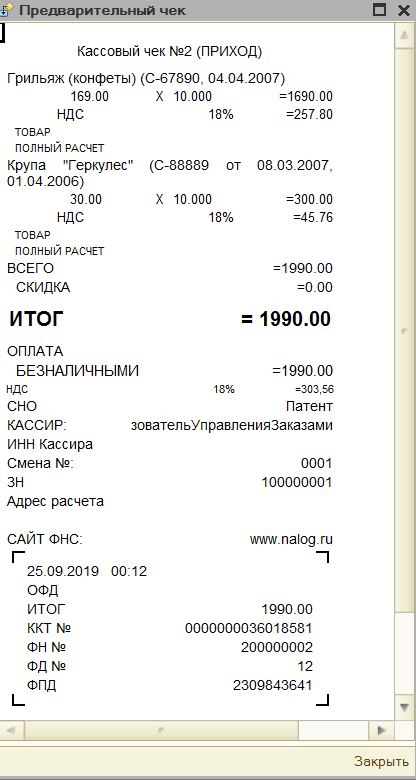 Предварительный чек
Кассовый чек №2 (ПРИХОД)
Грильяж (конфеты) (С-67890, 04.04.2007)
169.00 X 10.000 =1690.00
НДС 18% =257.80
ТОВАР
ПОЛНЫЙ РАСЧЕТ
Крупа "Геркулес" (С-88889 от 08.03.2007,
01.04.2006)
30.00 X 10.000 =300.00
НДС 18% =45.76
ТОВАР
ПОЛНЫЙ РАСЧЕТ
ВСЕГО =1990.00
СКИДКА =0.00
ИТОГ = 1990.00
ОПЛАТА
БЕЗНАЛИЧНЫМИ =1990.00
НДС 18% =303,56
СНО Патент
КАССИР: зовательУправленияЗаказами
ИНН Кассира
Смена №: 0001
ЗН 100000001
Адрес расчета
САЙТ ФНС: www.nalog.ru
25.09.2019 00:12
ОФД
ИТОГ 1990.00
ККТ № 0000000036018581
ФН № 200000002
ФД № 12
ФПД 2309843641
Закрыть